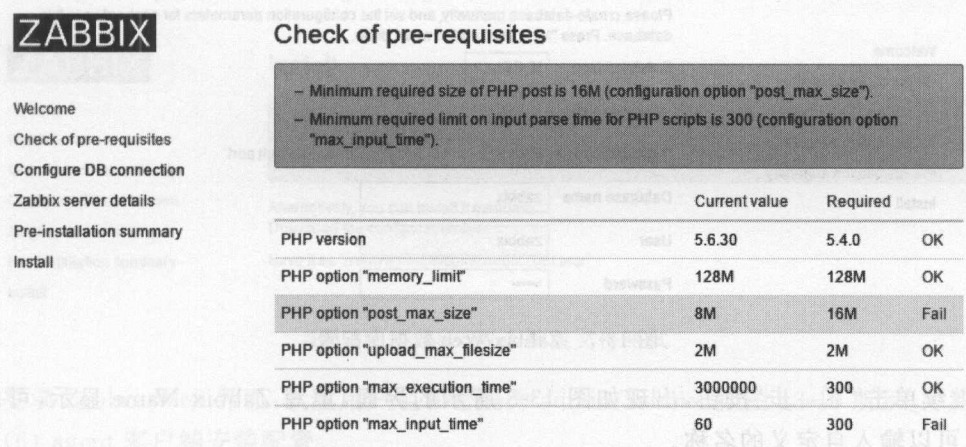 ZABBIX
Welcome
Check of pre-requisites
Configure DB connection
Zabbix server details
Pre-installation summary
Install
Check of pre-requisites
– Minimum required size of PHP post is 16M (configuration option "post_max_size").
– Minimum required limit on input parse time for PHP scripts is 300 (configuration option
"max_input_time").
Current value Required
PHP version 5.6.30 5.4.0 OK
PHP option "memory_limit" 128M 128M OK
PHP option "post_max_size" 8M 16M Fail
PHP option "upload_max_filesize" 2M 2M OK
PHP option "max_execution_time" 3000000 300 OK
PHP option "max_input_time" 60 300 Fail